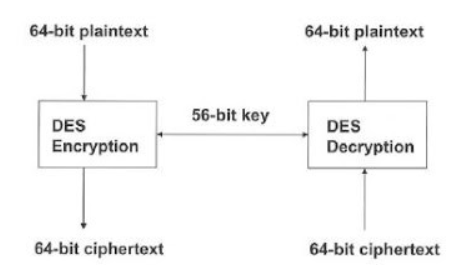 64-bit plaintext
64-bit plaintext
56-bit key
DES
Encryption
DES
Decryption
64-bit ciphertext
64-bit ciphertext